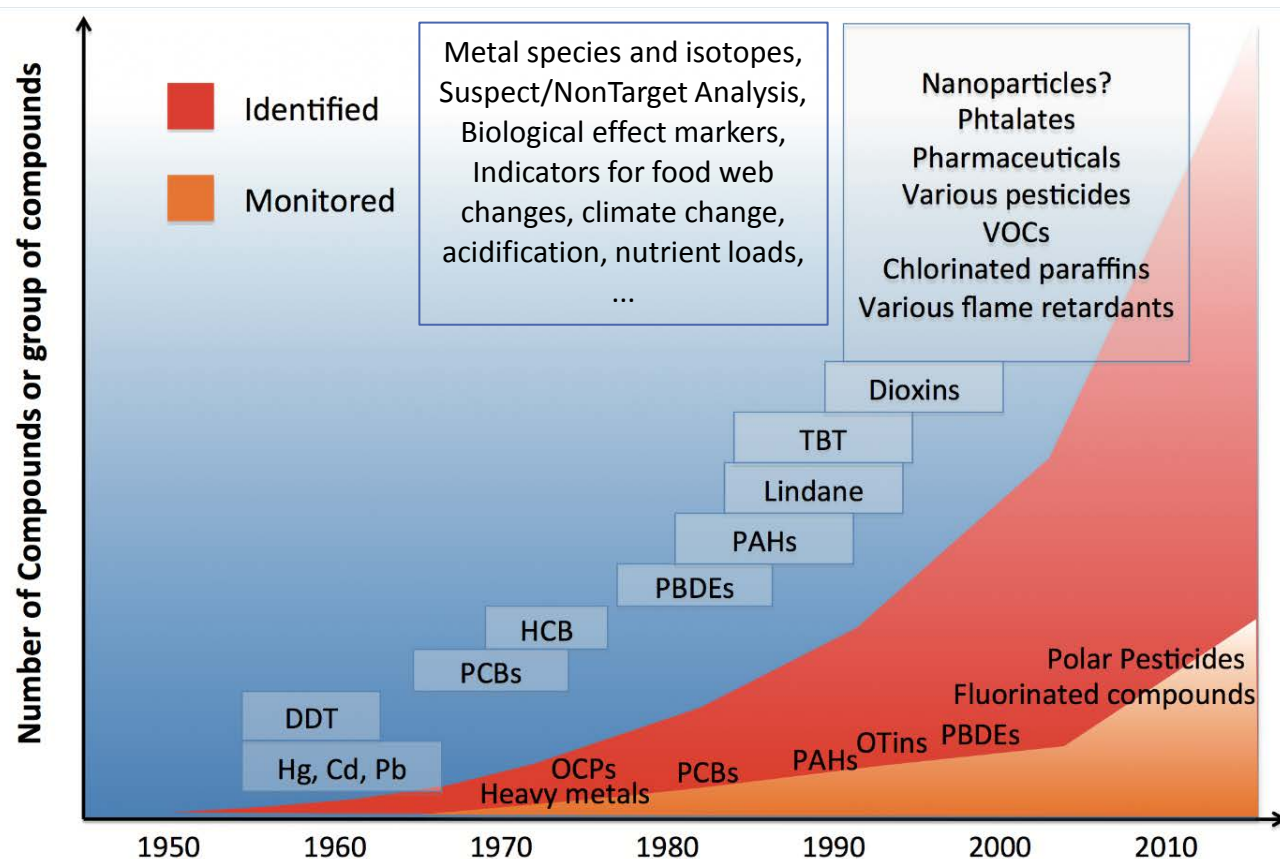 Number of Compounds or group of compounds
Identified
Monitored
Metal species and isotopes,
Suspect/NonTarget Analysis,
Biological effect markers,
Indicators for food web
changes, climate change,
acidification, nutrient loads,
...
Nanoparticles?
Phtalates
Pharmaceuticals
Various pesticides
VOCs
Chlorinated paraffins
Various flame retardants
Dioxins
TBT
Lindane
PAHs
PBDEs
HCB
PCBs
DDT
Hg, Cd, Pb
Polar Pesticides
Fluorinated compounds
PBDEs
OTins
PAHs
PCBs
OCPs
Heavy metals
1950 1960 1970 1980 1990 2000 2010